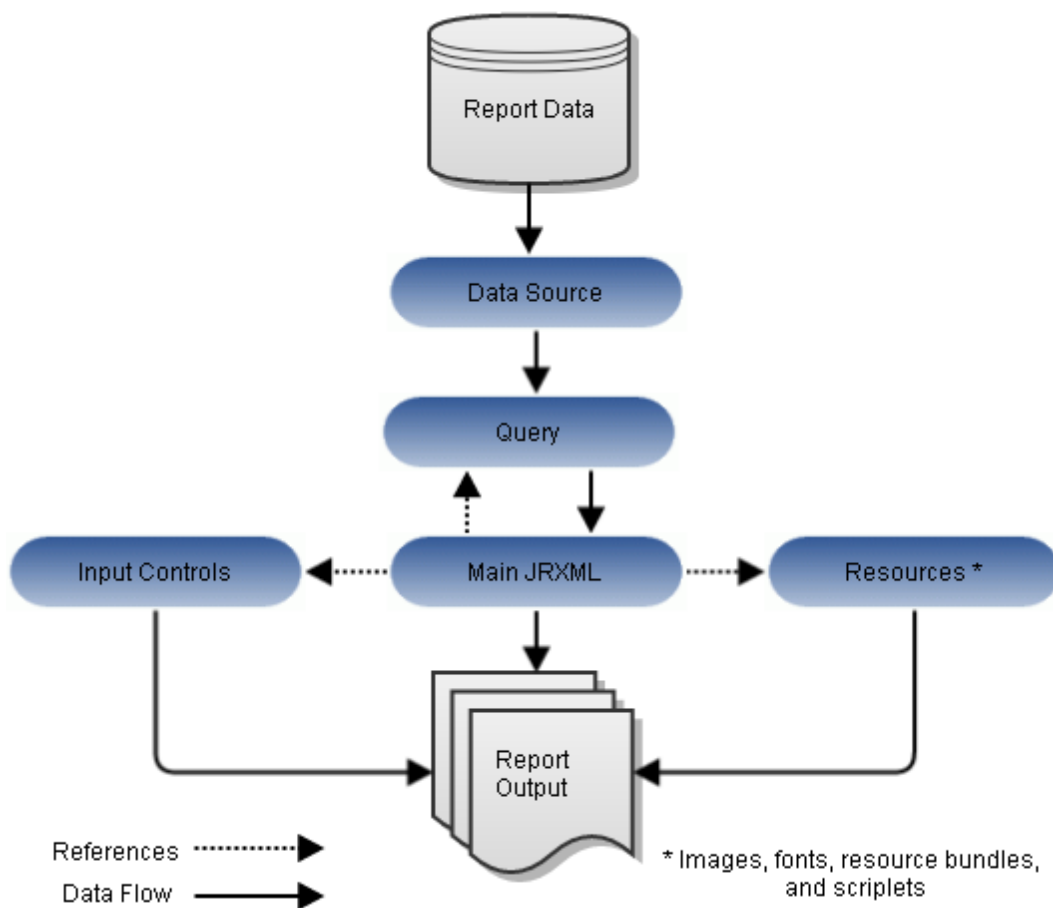 Report Data
Data Source
Query
Input Controls
Main JRXML
Resources *
Report
Output
References
Data Flow
* Images, fonts, resource bundles,
and scriplets